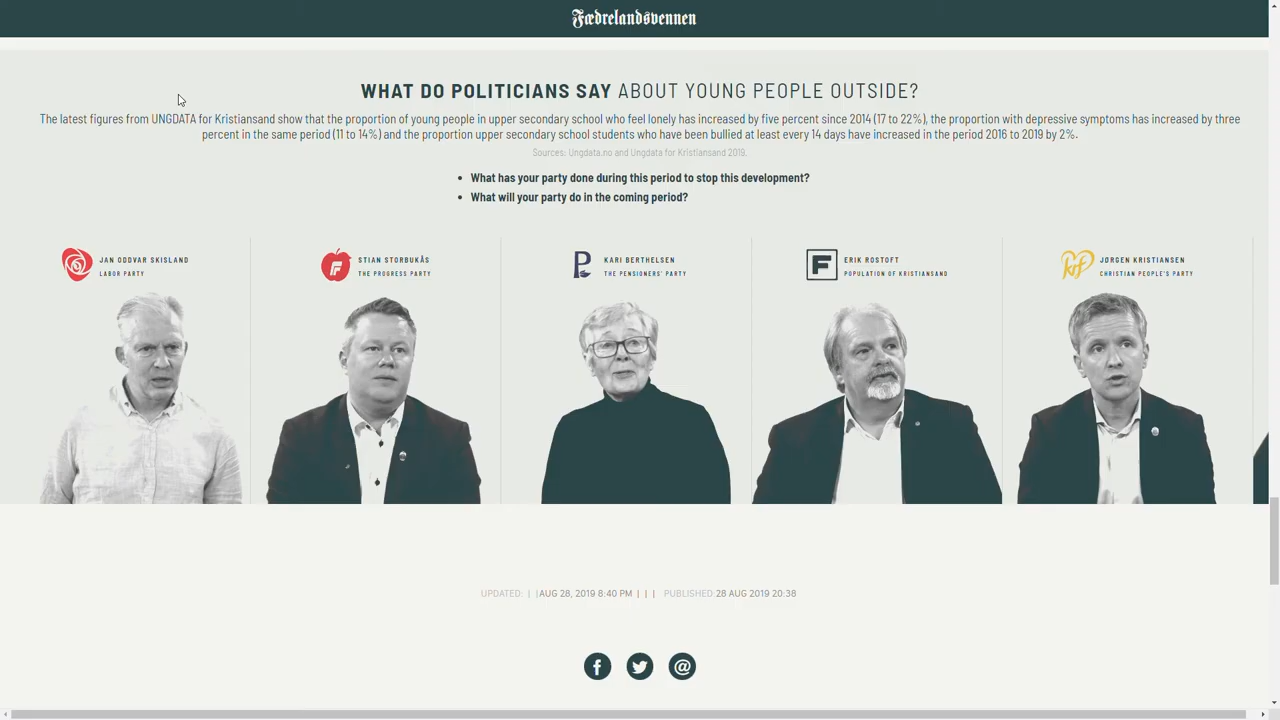 Fædrelandsvennen
WHAT DO POLITICIANS SAY ABOUT YOUNG PEOPLE OUTSIDE?
The latest figures from UNGDATA for Kristiansand show that the proportion of young people in upper secondary school who feel lonely has increased by five percent since 2014 (17 to 22%), the proportion with depressive symptoms has increased by three
percent in the same period (11 to 14%) and the proportion upper secondary school students who have been bullied at least every 14 days have increased in the period 2016 to 2019 by 2%.
Sources: Ungdata.no and Ungdata for Kristiansand 2019.
• What has your party done during this period to stop this development?
• What will your party do in the coming period?
JAN ODDVAR SKISLAND
LABOR PARTY
F
STIAN STORBUKÅS
THE PROGRESS PARTY
P
KARI BERTHELSEN
THE PENSIONERS' PARTY
F
ERIK ROSTOFT
POPULATION OF KRISTIANSAND
krf
JØRGEN KRISTIANSEN
CHRISTIAN PEOPLE'S PARTY
UPDATED: | |AUG 28, 2019 8:40 PM | | | PUBLISHED:28 AUG 2019 20:38
f
@